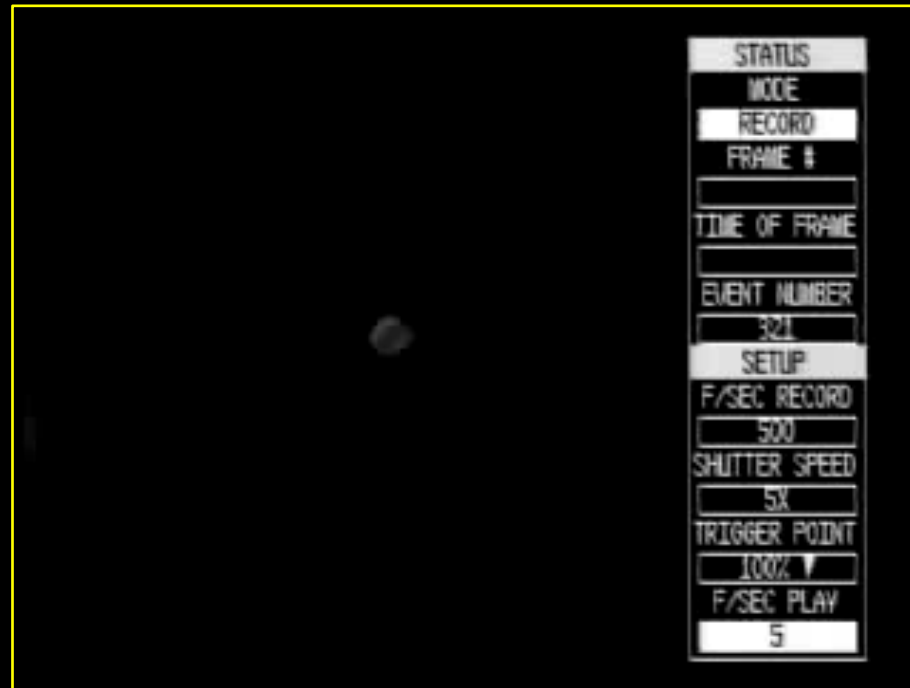 STATUS
MODE
RECORD
FRAME #
TIME OF FRAME
EVENT NUMBER
321
SETUP
F/SEC RECORD
500
SHUTTER SPEED
5X
TRIGGER POINT
100%
F/SEC PLAY
5